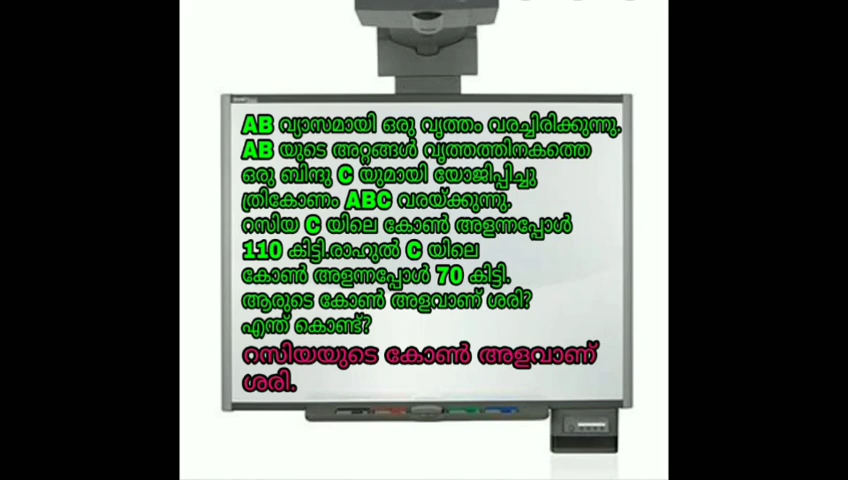 AB വ്യാസമായി ഒരു വൃത്തം വരച്ചിരിക്കുന്നു.
AB യുടെ അറ്റങ്ങൾ വൃത്തത്തിനകത്തെ
ഒരു ബിന്ദു C യുമായി യോജിപ്പിച്ചു
ത്രികോണം ABC വരയ്ക്കുന്നു.
റസിയ C യിലെ കോൺ അളന്നപ്പോൾ
110 കിട്ടി.രാഹുൽ C യിലെ
കോൺ അളന്നപ്പോൾ 70 കിട്ടി.
ആരുടെ കോൺ അളവാണ് ശരി?
എന്ത് കൊണ്ട്?
റസിയയുടെ കോൺ അളവാണ്
ശരി.